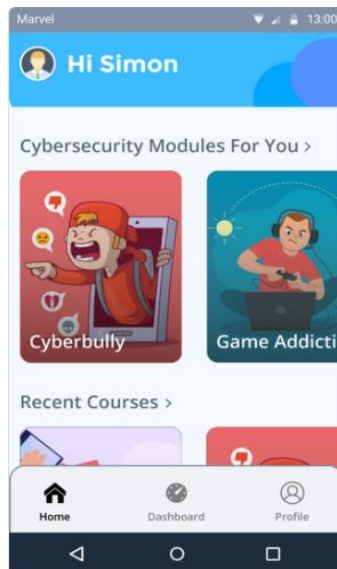 Marvel 13:00
Hi Simon
Cybersecurity Modules For You >
Cyberbully
Game Addicti
Recent Courses >
Home Dashboard Profile